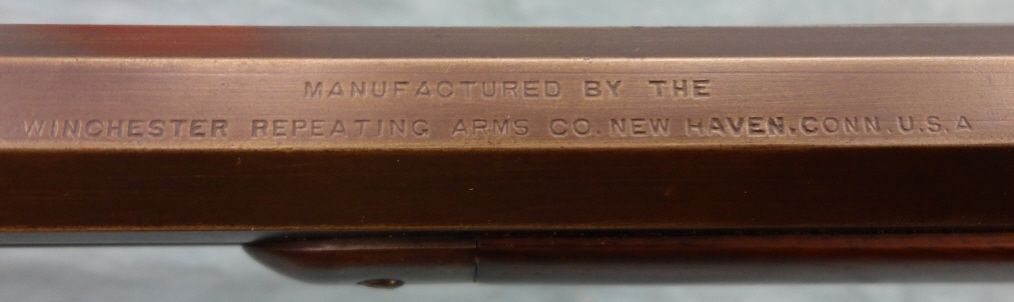 MANUFACTURED BY THE
WINCHESTER REPEATING ARMS CO. NEW HAVEN. CONN. U.S.A